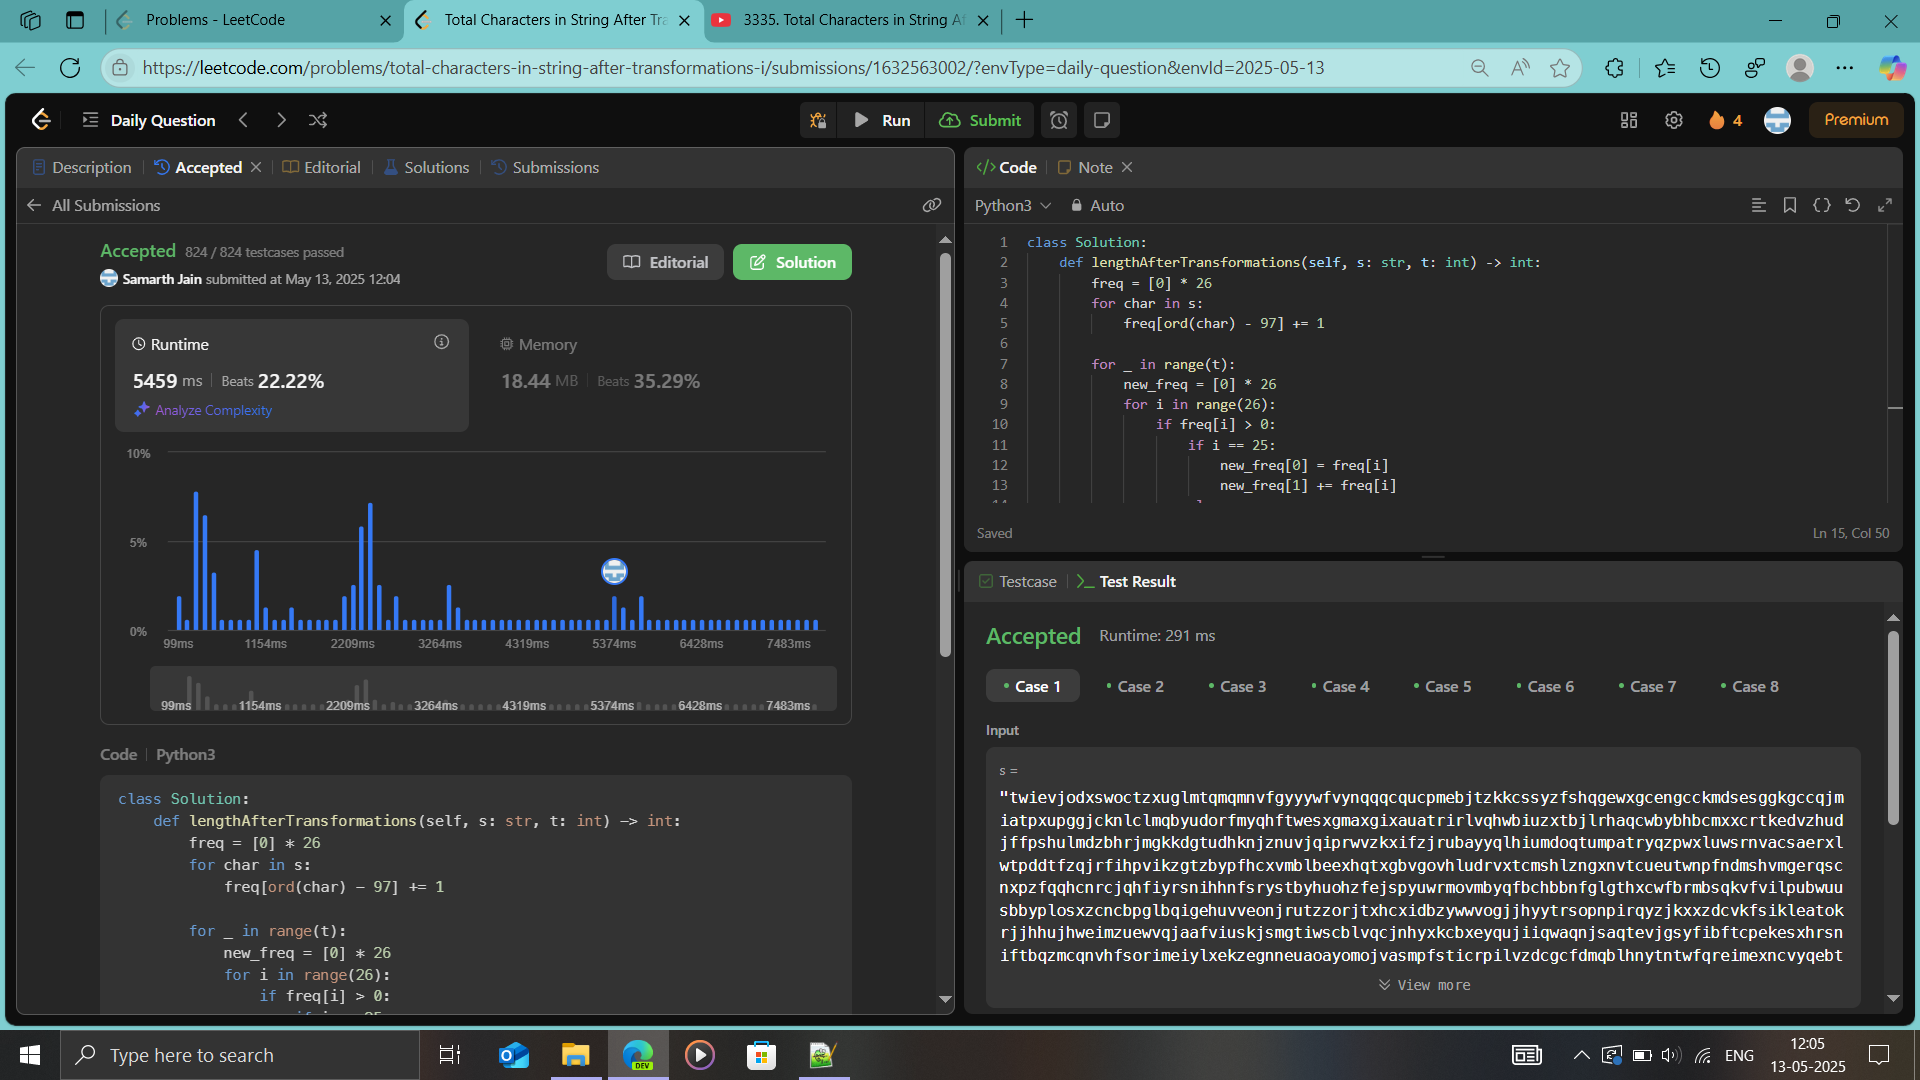 Problems - LeetCode
Total Characters in String After Tra
3335. Total Characters in String Af
https://leetcode.com/problems/total-characters-in-string-after-transformations-i/submissions/1632563002/?envType=daily-question&envId=2025-05-13
Daily Question
Run
Submit
4
Premium
Description
Accepted
Editorial
Solutions
Submissions
All Submissions
Accepted 824 / 824 testcases passed
Samarth Jain submitted at May 13, 2025 12:04
Editorial
Solution
Runtime
5459 ms Beats 22.22%
Analyze Complexity
Memory
18.44 MB Beats 35.29%
10%
5%
0%
99ms 1154ms 2209ms 3264ms 4319ms 5374ms 6428ms 7483ms
99ms 1154ms 2209ms 3264ms 4319ms 5374ms 6428ms 7483ms
Code Python3
class Solution:
def lengthAfterTransformations(self, s: str, t: int) -> int:
freq = [0] * 26
for char in s:
freq[ord(char) - 97] += 1
for _ in range(t):
new_freq = [0] * 26
for i in range(26):
if freq[i] > 0:
Code
Note
Python3
Auto
1 class Solution:
2 def lengthAfterTransformations(self, s: str, t: int) -> int:
3 freq = [0] * 26
4 for char in s:
5 freq[ord(char) - 97] += 1
6
7 for _ in range(t):
8 new_freq = [0] * 26
9 for i in range(26):
10 if freq[i] > 0:
11 if i == 25:
12 new_freq[0] = freq[i]
13 new_freq[1] += freq[i]
Saved
Ln 15, Col 50
Testcase
Test Result
Accepted Runtime: 291 ms
Case 1
Case 2
Case 3
Case 4
Case 5
Case 6
Case 7
Case 8
Input
s =
"twievjodxswoctzxuglmtqmqmnvfgyyywfvynqqqcqucpmebjtzkkcssyzfshqgewxgcengcckmdsesggkgccqjm
iatpxupggjcknlclmqbyudorfmyqhftwesxgmaxgixauatrirlvqhwbiuzxtbjlrhaqcwbybhbcmxxcrtkedvzhud
jffpshulmdzbhrjmgkkdgtudhknjznuvjqiprwvzkxifzjrubayyqlhiumdoqtumpatryqzpwxluwsrnvacsaerxl
wtpddtfzqjrfihpvikzgtzbypfhcxvmblbeexhqtxgbvgovhludrvxtcmshlzngxnvtcueutwnpfndmshvmgerqsc
nxpzfqqhcnrcjqhfiyrsnihhnfsrystbyhuohzfejspyuwrmovmbyqfbchbbnfglgthxcwfbrmbsqkvfvilpubwuu
sbbyplosxzcncbpglbqigehuvveonjrutzzorjtxhcxidbzywwvogjjhyytrsopnpirqyzjkxxzdcvkfsikleatok
rjjhhujhweimzuewvqjaafviuskjsmgtiwscblvqcjnhyxkcbxeyqujiiqwaqnjsaqtevjgsyfibftcpekesxhrsn
iftbqzmcqnvhfsorimeiylxekzegnneuaoayomojvasmpfsticrpilvzdcgcfdmqblhnytntwfqreimexncvyqebt
View more
Type here to search
DEV
ENG
12:05
13-05-2025